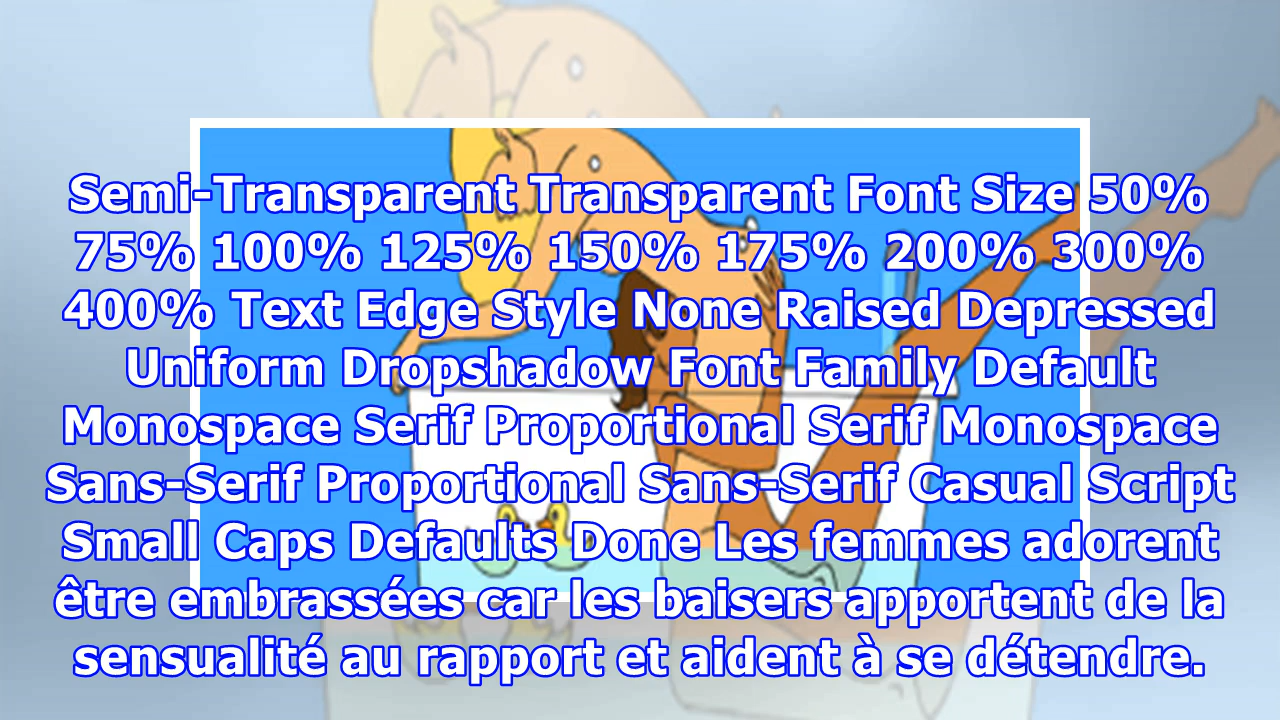 Semi-Transparent Transparent Font Size 50%
75% 100% 125% 150% 175% 200% 300%
400% Text Edge Style None Raised Depressed
Uniform Dropshadow Font Family Default
Monospace Serif Proportional Serif Monospace
Sans-Serif Proportional Sans-Serif Casual Script
Small Caps Defaults Done Les femmes adorent
être embrassées car les baisers apportent de la
sensualité au rapport et aident à se détendre.